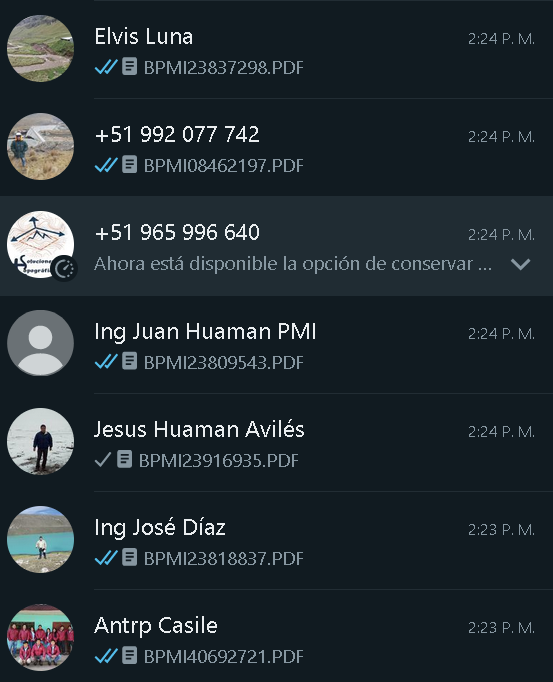 Elvis Luna
2:24 P. M.
BPMI23837298.PDF
+51 992 077 742
2:24 P. M.
BPMI08462197.PDF
+51 965 996 640
2:24 P. M.
Ahora está disponible la opción de conservar ...
Ing Juan Huaman PMI
2:24 P. M.
BPMI23809543.PDF
Jesus Huaman Avilés
2:24 P. M.
BPMI23916935.PDF
Ing José Díaz
2:23 P. M.
BPMI23818837.PDF
Antrp Casile
2:23 P. M.
BPMI40692721.PDF